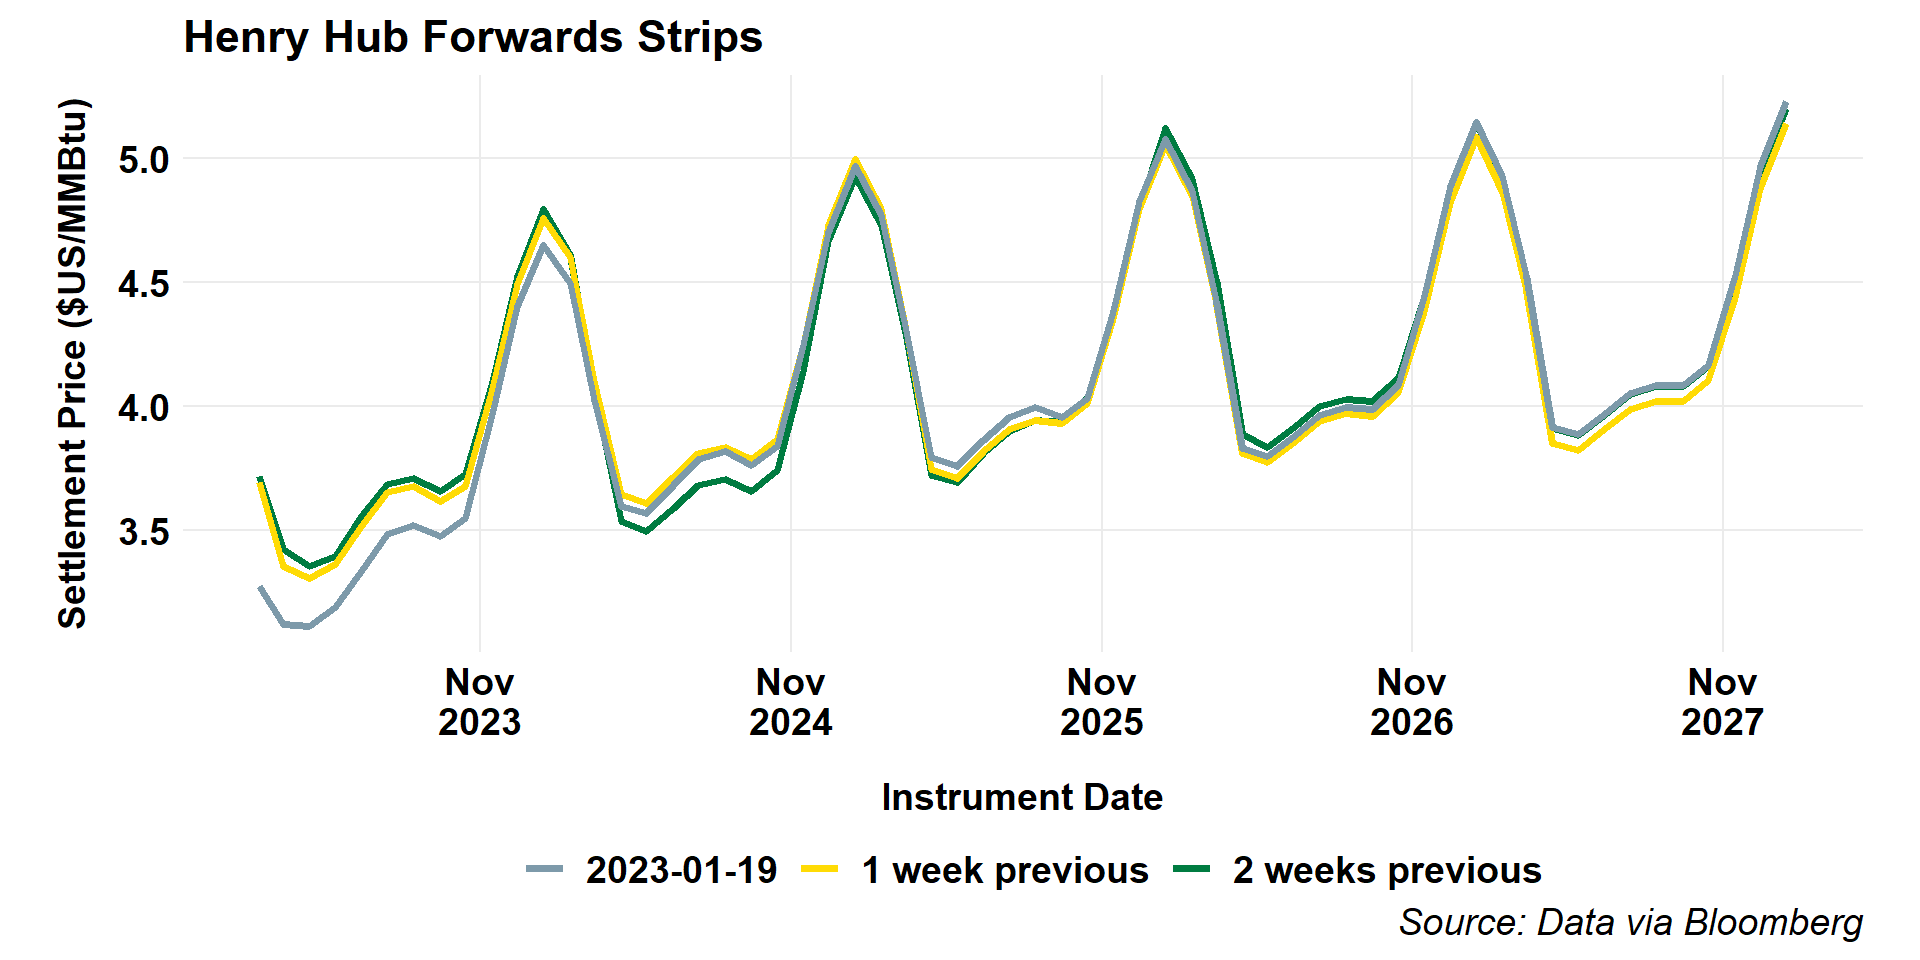 Henry Hub Forwards Strips
Settlement Price ($US/MMBtu)
5.0
4.5
4.0
3.5
Nov
2023
Nov
2024
Nov
2025
Nov
2026
Nov
2027
Instrument Date
2023-01-19
1 week previous
2 weeks previous
Source: Data via Bloomberg